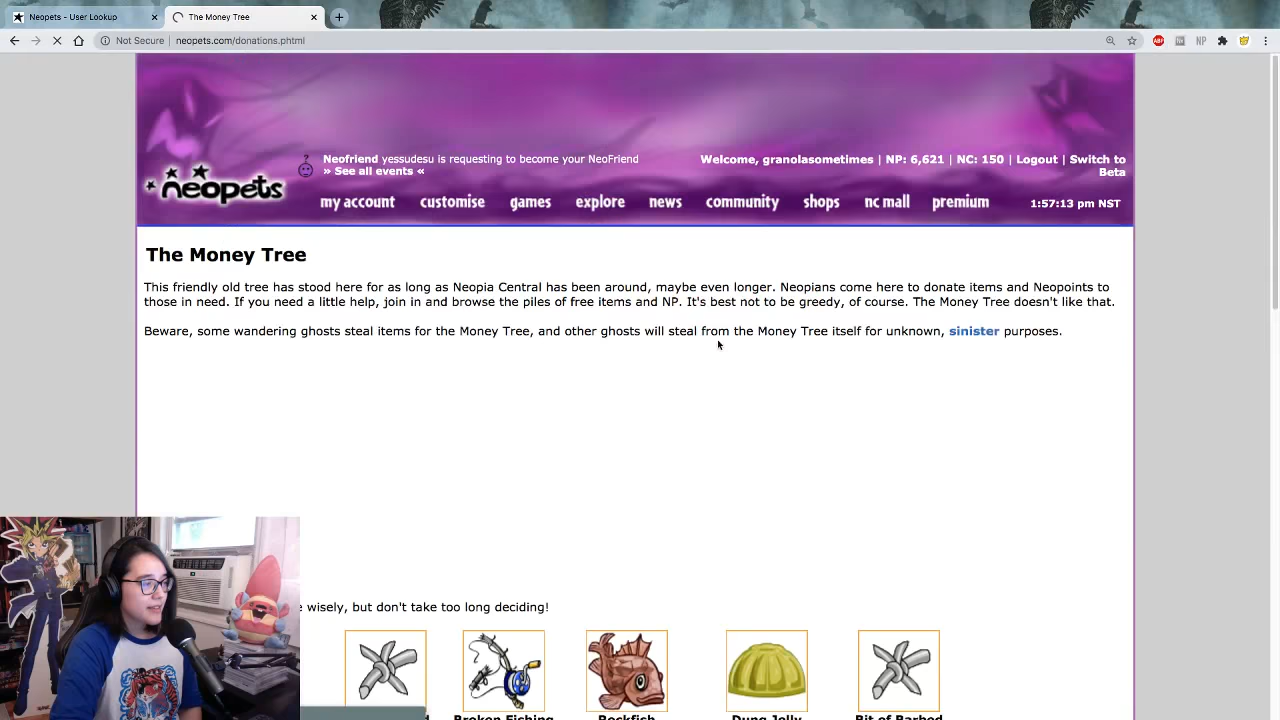 Neopets - User Lookup
The Money Tree
Not Secure | neopets.com/donations.phtml
ABP
NP
Neofriend yessudesu is requesting to become your NeoFriend
» See all events «
Welcome, granolasometimes | NP: 6,621 | NC: 150 | Logout | Switch to
Beta
neopets
my account
customise
games
explore
news
community
shops
nc mall
premium
1:57:13 pm NST
The Money Tree
This friendly old tree has stood here for as long as Neopia Central has been around, maybe even longer. Neopians come here to donate items and Neopoints to
those in need. If you need a little help, join in and browse the piles of free items and NP. It's best not to be greedy, of course. The Money Tree doesn't like that.
Beware, some wandering ghosts steal items for the Money Tree, and other ghosts will steal from the Money Tree itself for unknown, sinister purposes.
wisely, but don't take too long deciding!
Broken Fishing
Rockfish
Dung Jelly
Bit of Barbed